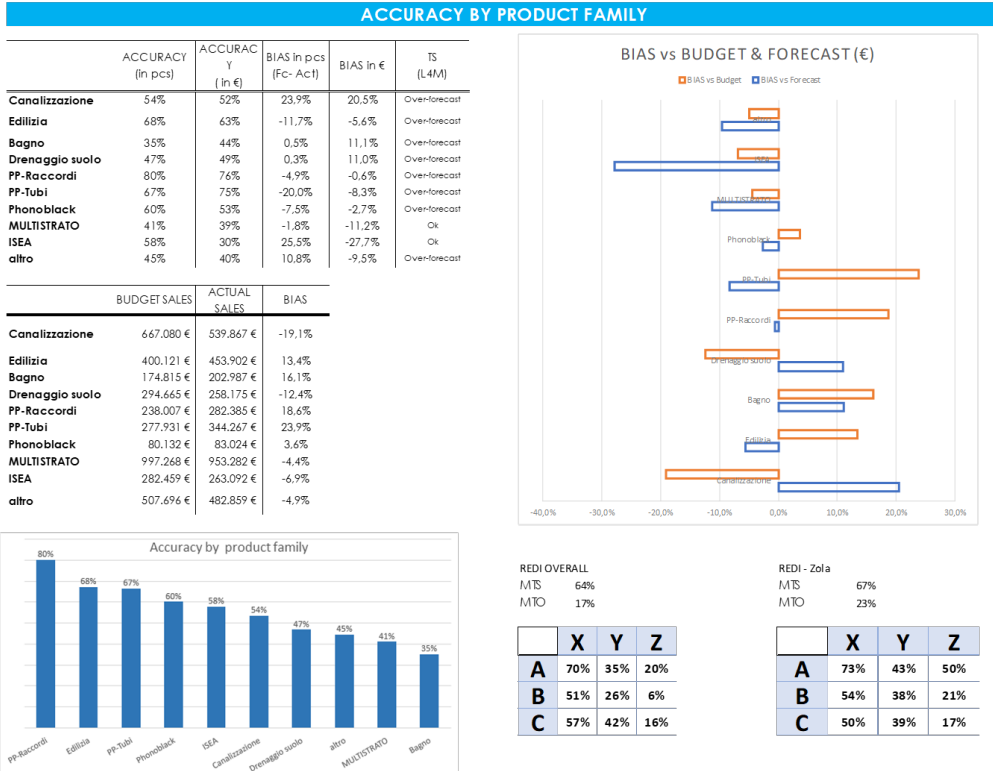 ACCURACY BY PRODUCT FAMILY
ACCURACY (in pcs) ACCURAC Y ( in €) BIAS in pcs (Fc- Act) BIAS in € TS (L4M)
Canalizzazione 54% 52% 23,9% 20,5% Over-forecast
Edilizia 68% 63% -11,7% -5,6% Over-forecast
Bagno 35% 44% 0,5% 11,1% Over-forecast
Drenaggio suolo 47% 49% 0,3% 11,0% Over-forecast
PP-Raccordi 80% 76% -4,9% -0,6% Over-forecast
PP-Tubi 67% 75% -20,0% -8,3% Over-forecast
Phonoblack 60% 53% -7,5% -2,7% Over-forecast
MULTISTRATO 41% 39% -1,8% -11,2% Ok
ISEA 58% 30% 25,5% -27,7% Ok
altro 45% 40% 10,8% -9,5% Over-forecast
BUDGET SALES ACTUAL SALES BIAS
Canalizzazione 667.080 € 539.867 € -19,1%
Edilizia 400.121 € 453.902 € 13,4%
Bagno 174.815 € 202.987 € 16,1%
Drenaggio suolo 294.665 € 258.175 € -12,4%
PP-Raccordi 238.007 € 282.385 € 18,6%
PP-Tubi 277.931 € 344.267 € 23,9%
Phonoblack 80.132 € 83.024 € 3,6%
MULTISTRATO 997.268 € 953.282 € -4,4%
ISEA 282.459 € 263.092 € -6,9%
altro 507.696 € 482.859 € -4,9%
BIAS vs BUDGET & FORECAST (€)
BIAS vs Budget BIAS vs Forecast
altro
ISEA
MULTISTRATO
Phonoblack
PP-Tubi
PP-Raccordi
Drenaggio suolo
Bagno
Edilizia
Canalizzazione
-40,0% -30,0% -20,0% -10,0% 0,0% 10,0% 20,0% 30,0%
Accuracy by product family
80% 68% 67% 60% 58% 54% 47% 45% 41% 35%
PP-Raccordi Edilizia PP-Tubi Phonoblack ISEA Canalizzazione Drenaggio suolo altro MULTISTRATO Bagno
REDI OVERALL
MTS 64%
MTO 17%
X Y Z
A 70% 35% 20%
B 51% 26% 6%
C 57% 42% 16%
REDI - Zola
MTS 67%
MTO 23%
X Y Z
A 73% 43% 50%
B 54% 38% 21%
C 50% 39% 17%